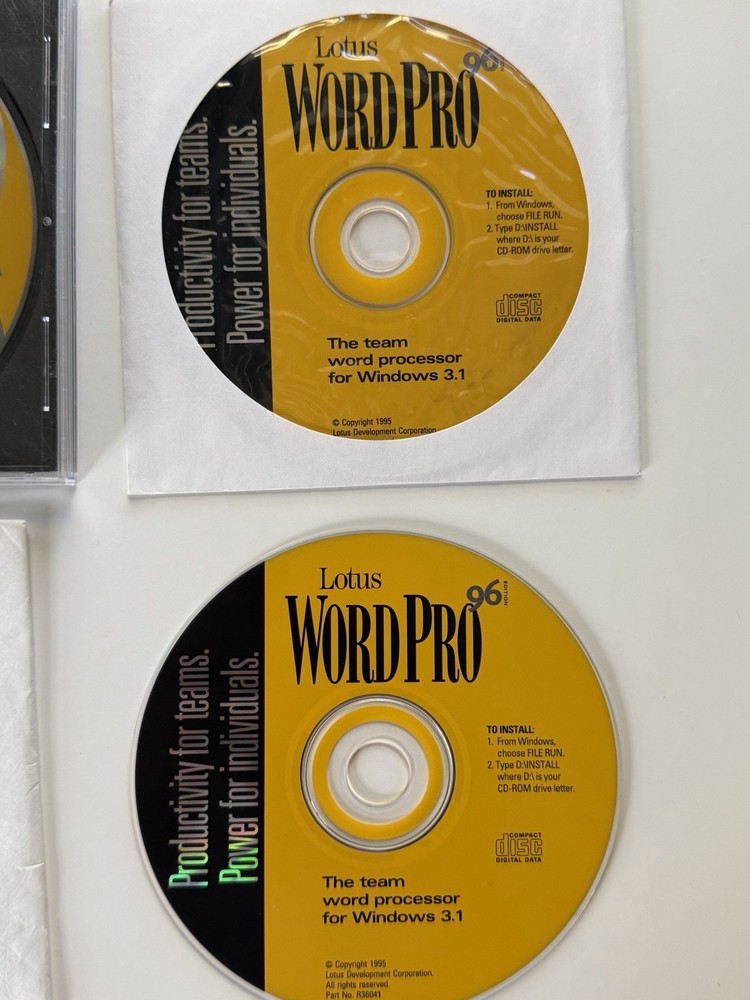 Lotus
WORDPRO
96
Productivity for teams.
Power for individuals.
TO INSTALL:
1. From Windows,
choose FILE RUN.
2. Type D:\INSTALL
where D:\ is your
CD-ROM drive letter.
COMPACT
disc
DIGITAL DATA
The team
word processor
for Windows 3.1
© Copyright 1995
Lotus Development Corporation
Lotus
WORDPRO
96 EDITION
Productivity for teams.
Power for individuals.
TO INSTALL:
1. From Windows,
choose FILE RUN.
2. Type D:\INSTALL
where D:\ is your
CD-ROM drive letter.
COMPACT
disc
DIGITAL DATA
The team
word processor
for Windows 3.1
© Copyright 1995
Lotus Development Corporation.
All rights reserved.
Part No. R36041